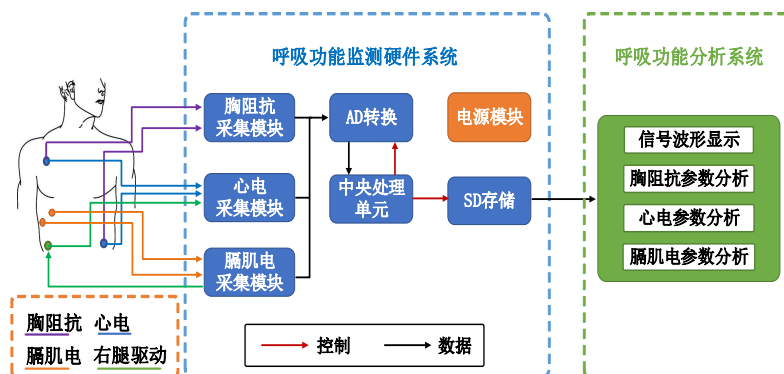 呼吸功能监测硬件系统
呼吸功能分析系统
胸阻抗
采集模块
AD转换
电源模块
心电
采集模块
中央处理
单元
SD存储
膈肌电
采集模块
信号波形显示
胸阻抗参数分析
心电参数分析
膈肌电参数分析
胸阻抗 心电
膈肌电 右腿驱动
控制 数据